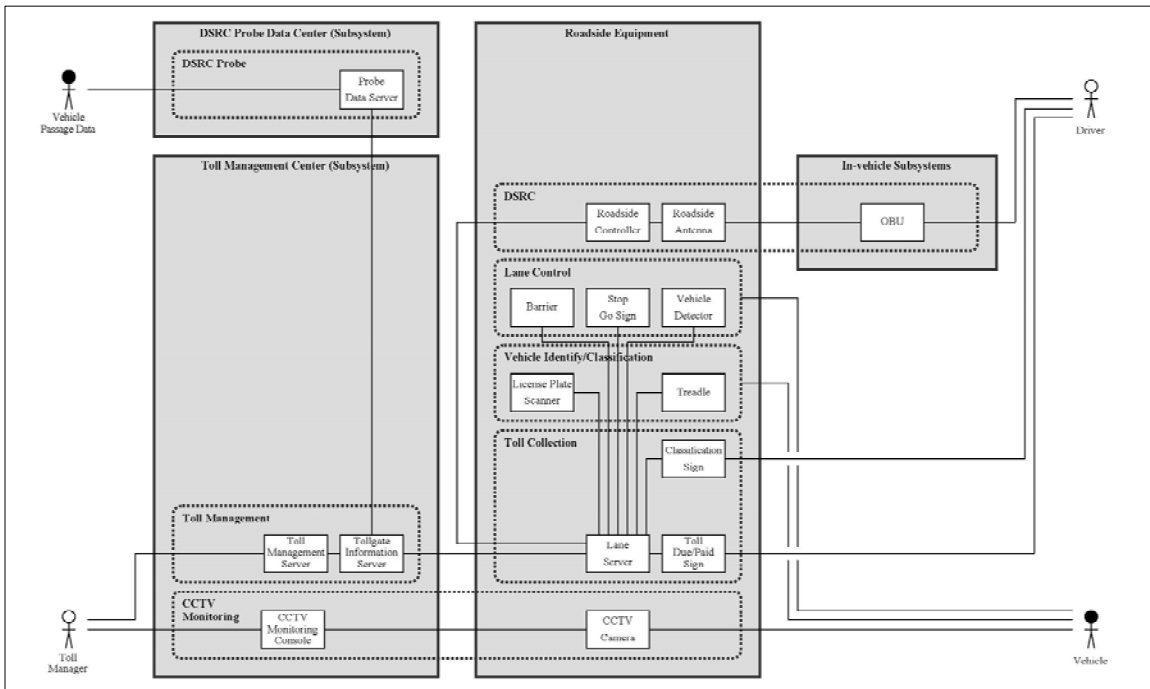 DSRC Probe Data Center (Subsystem)
DSRC Probe
Probe
Data Server
Vehicle
Passage Data
Toll Management Center (Subsystem)
Toll Management
Toll
Management
Server
Tollgate
Information
Server
CCTV
Monitoring
CCTV
Monitoring
Console
Toll
Manager
Roadside Equipment
DSRC
Roadside
Controller
Roadside
Antenna
Lane Control
Barrier
Stop
Go Sign
Vehicle
Detector
Vehicle Identify/Classification
License Plate
Scanner
Treadle
Toll Collection
Classification
Sign
Lane
Server
Toll
Due/Paid
Sign
CCTV
Camera
In-vehicle Subsystems
OBU
Driver
Vehicle